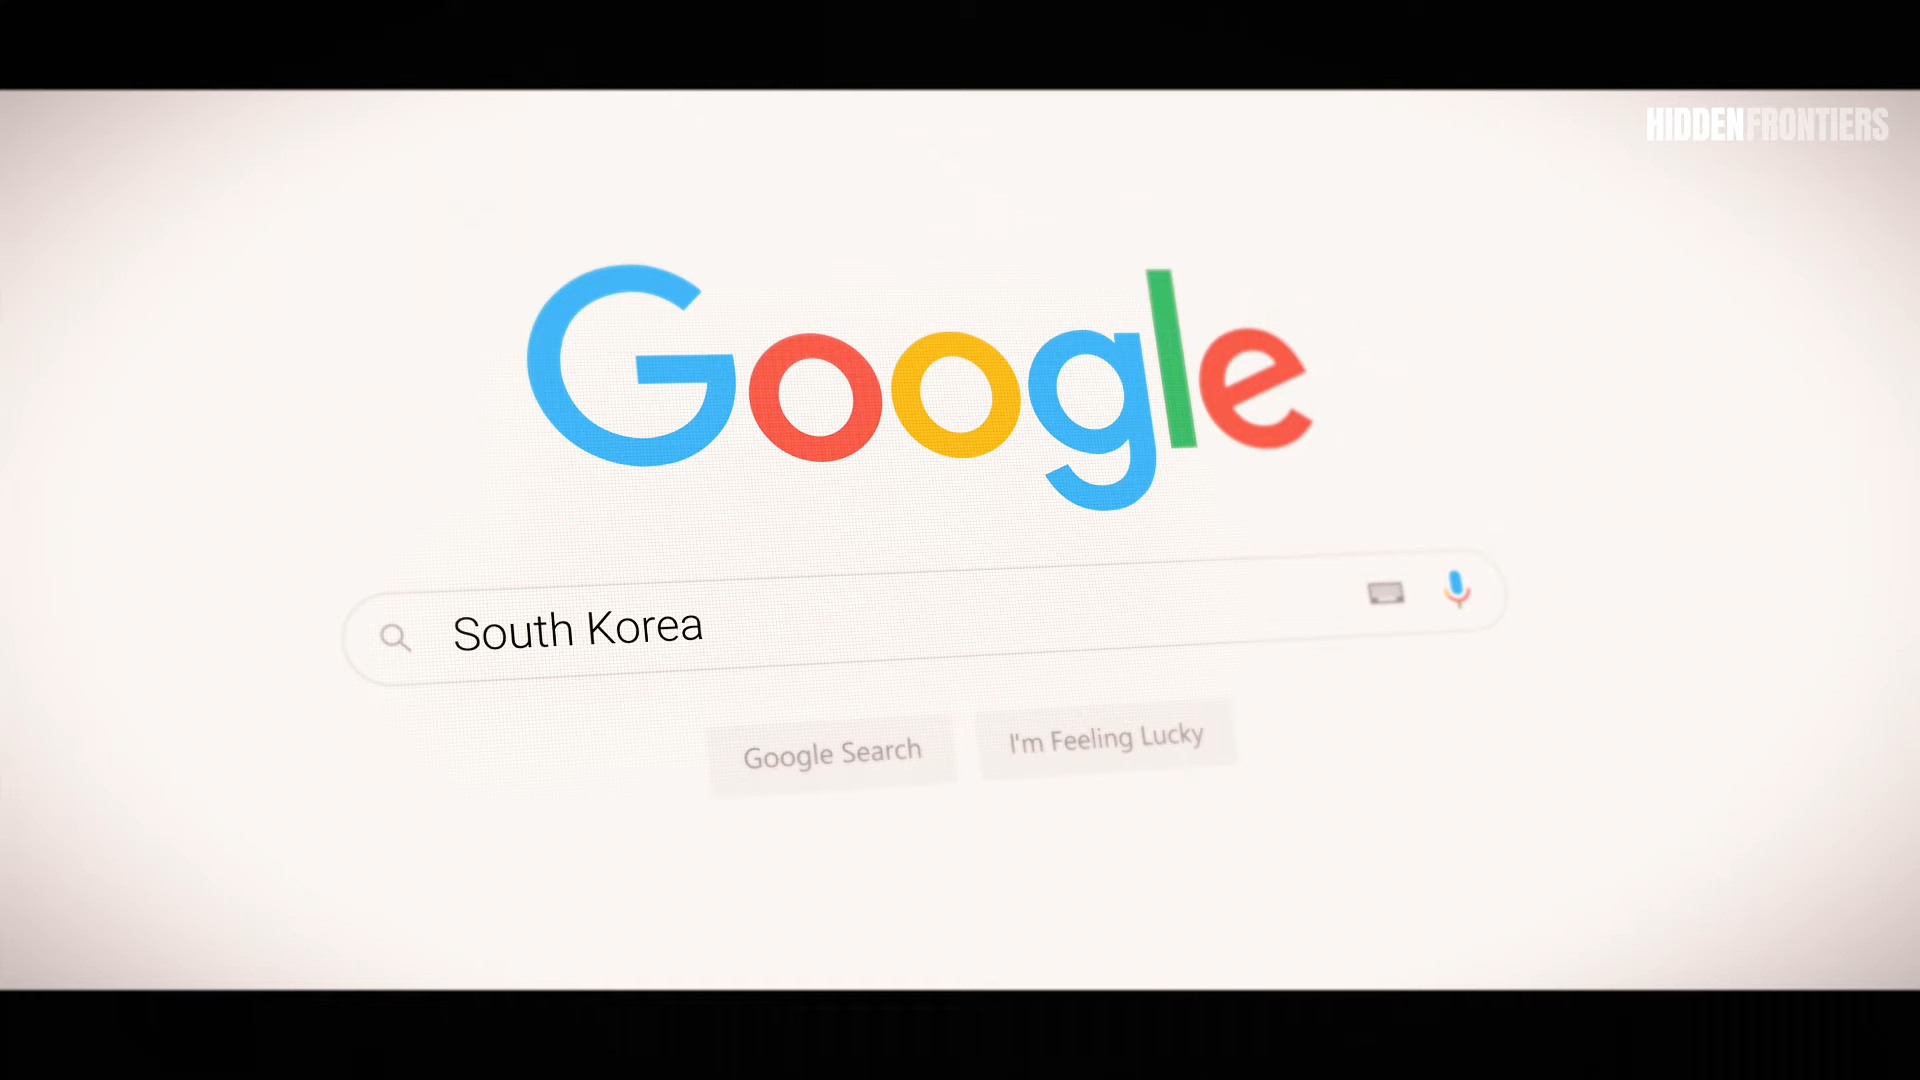 HIDDEN FRONTIERS
Google
South Korea
Google Search
I'm Feeling Lucky